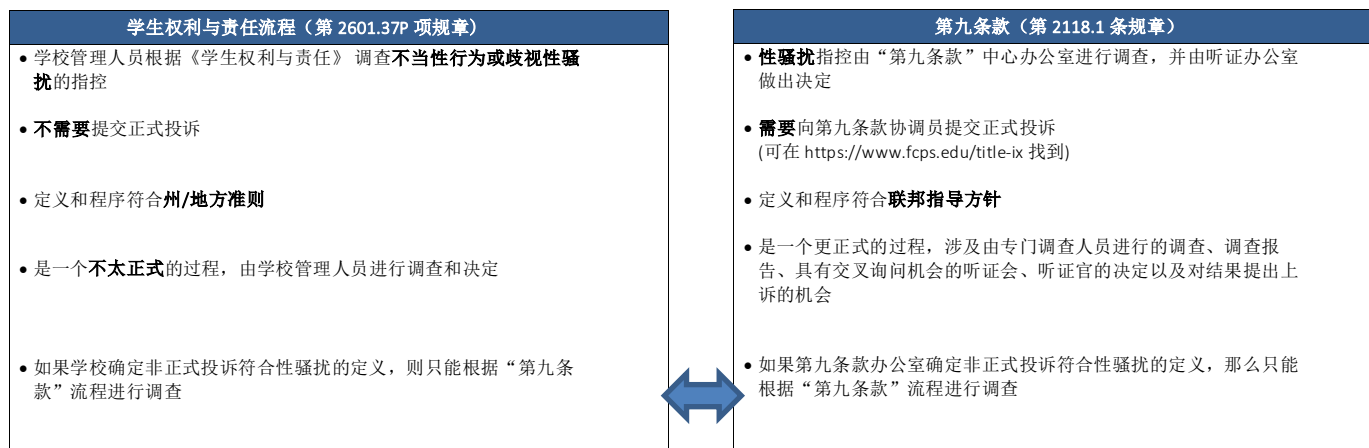 学生权利与责任流程（第 2601.37P 项规章）
• 学校管理人员根据《学生权利与责任》 调查不当性行为或歧视性骚
扰的指控
• 不需要提交正式投诉
• 定义和程序符合州/地方准则
• 是一个不太正式的过程，由学校管理人员进行调查和决定
• 如果学校确定非正式投诉符合性骚扰的定义，则只能根据“第九条
款”流程进行调查
第九条款（第 2118.1 条规章）
• 性骚扰指控由“第九条款”中心办公室进行调查，并由听证办公室
做出决定
• 需要向第九条款协调员提交正式投诉
(可在 https://www.fcps.edu/title-ix 找到)
• 定义和程序符合联邦指导方针
• 是一个更正式的过程，涉及由专门调查人员进行的调查、调查报
告、具有交叉询问机会的听证会、听证官的决定以及对结果提出上
诉的机会
• 如果第九条款办公室确定非正式投诉符合性骚扰的定义，那么只能
根据“第九条款”流程进行调查